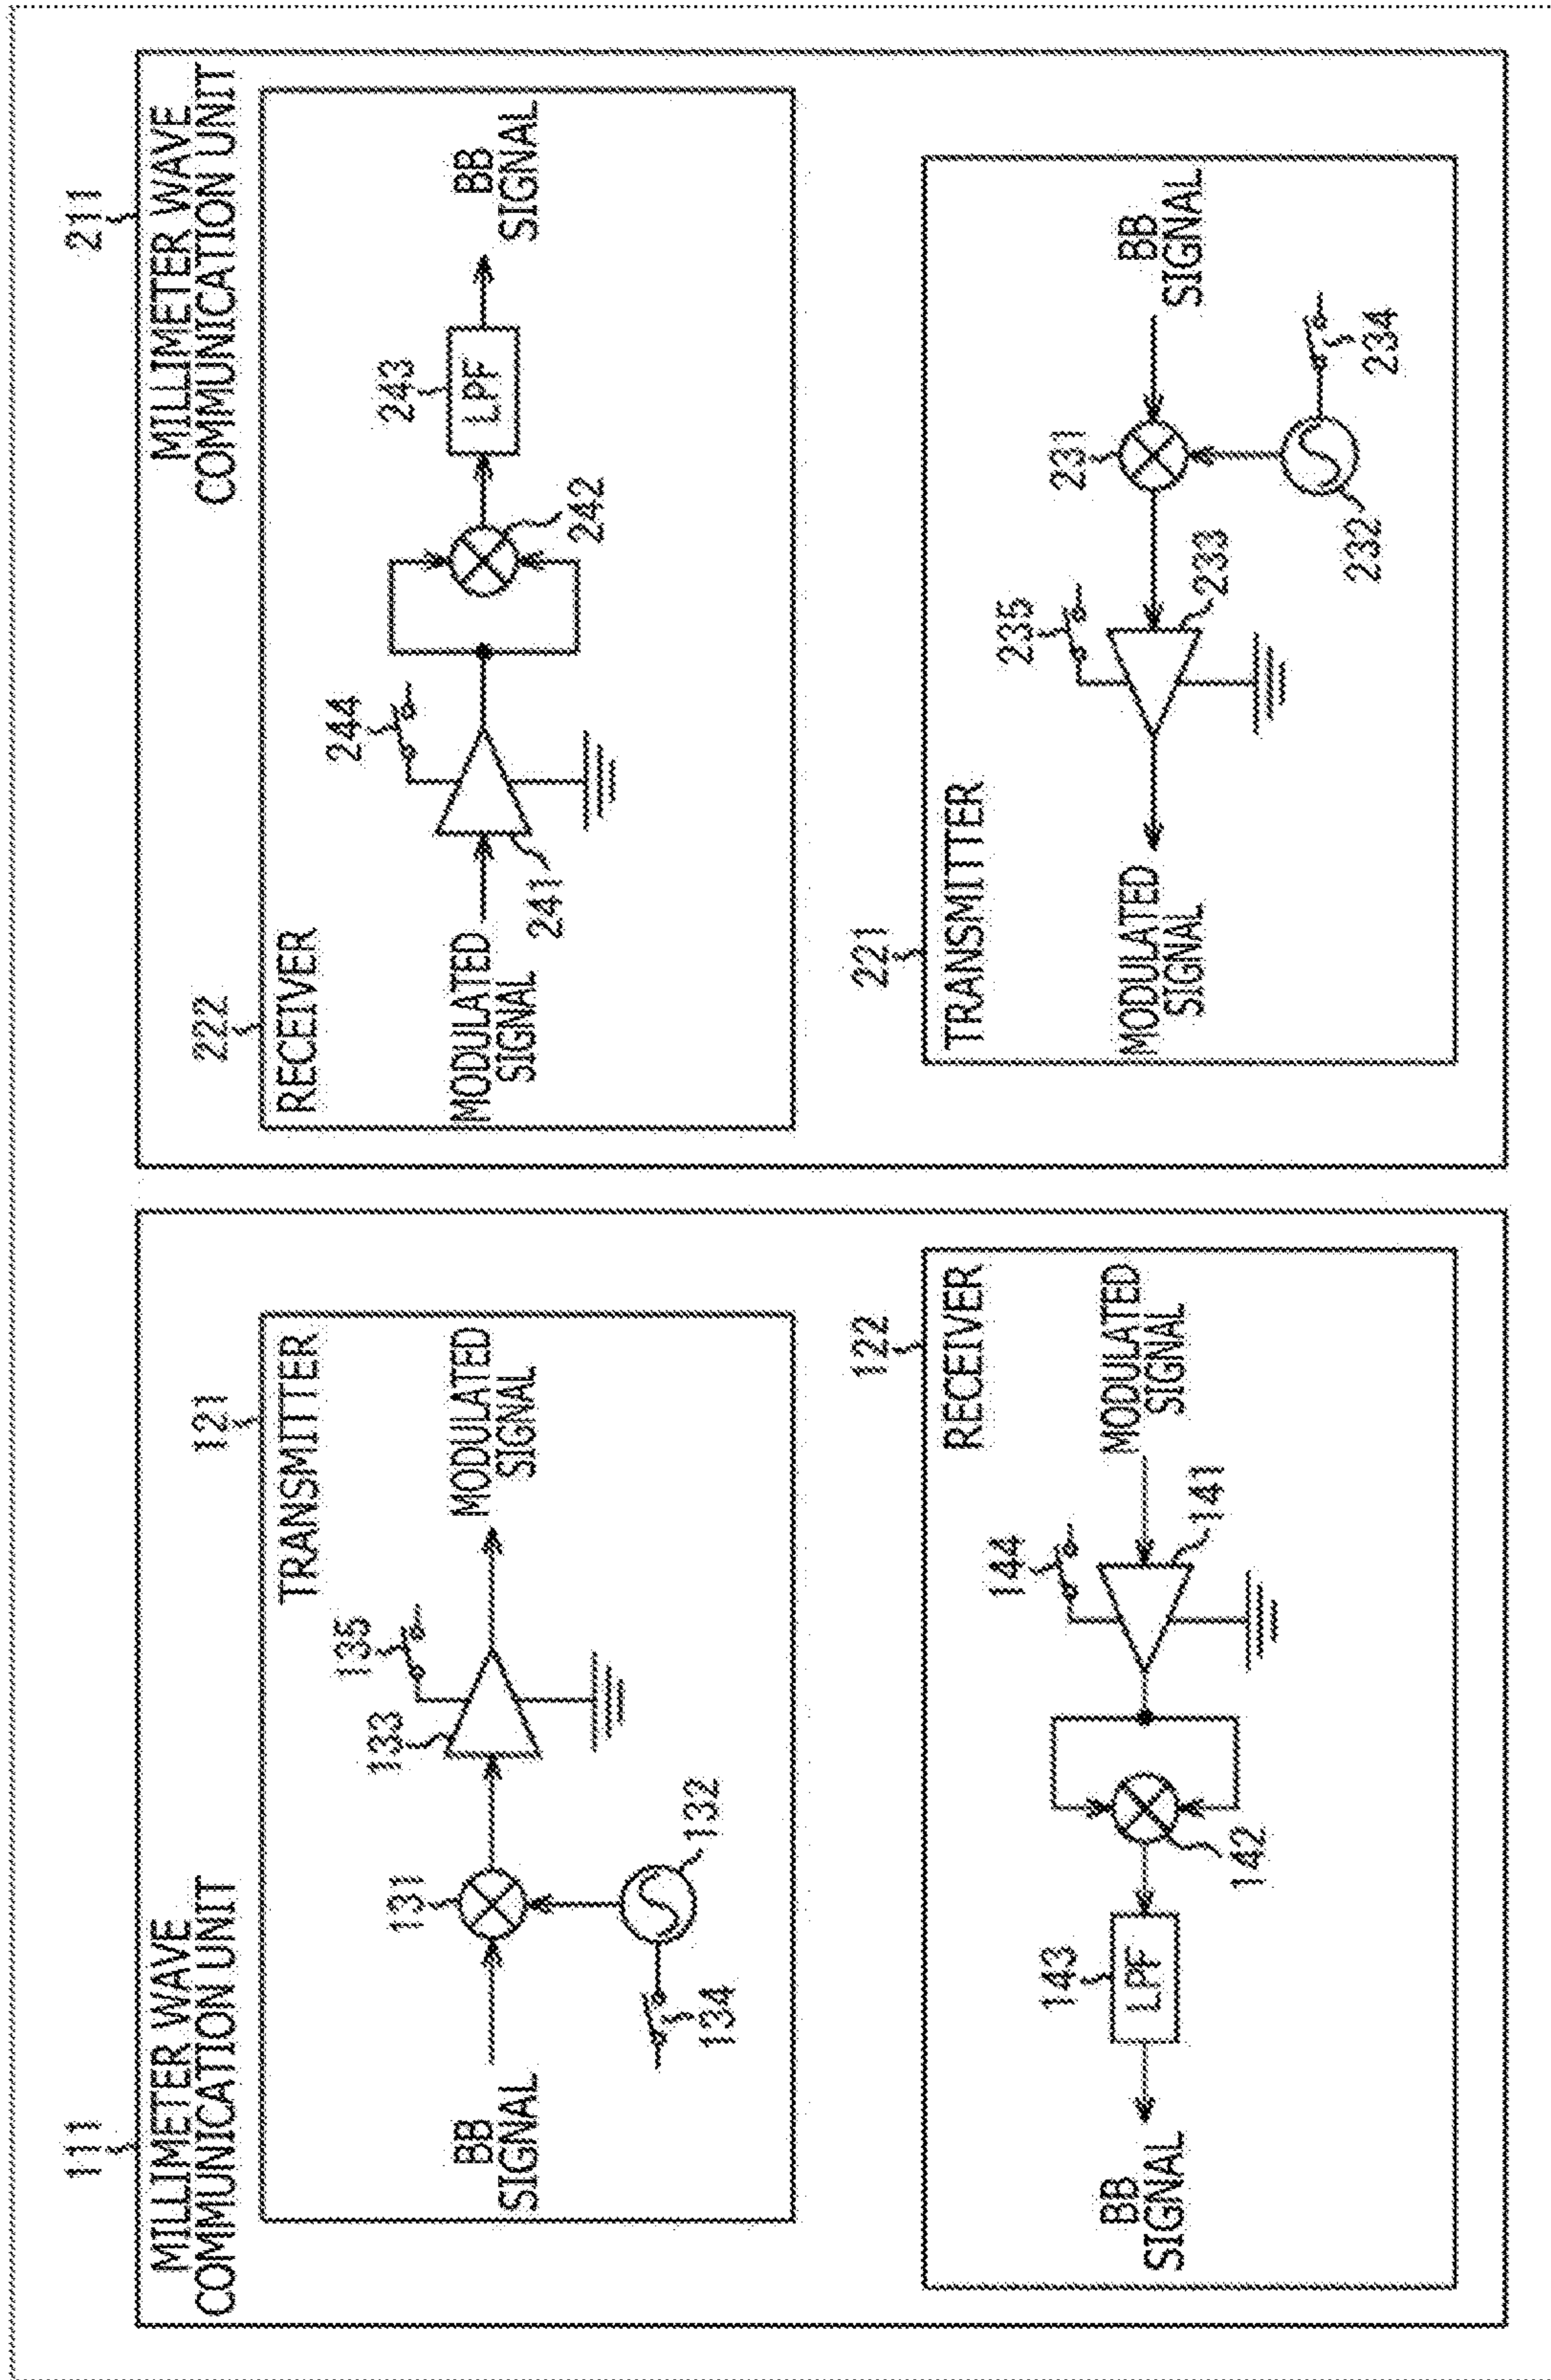 111
MILLIMETER WAVE
COMMUNICATION UNIT
121
TRANSMITTER
BB
SIGNAL
131
132
133
134
135
MODULATED
SIGNAL
122
RECEIVER
BB
SIGNAL
143
LPF
142
144
141
MODULATED
SIGNAL
211
MILLIMETER WAVE
COMMUNICATION UNIT
222
RECEIVER
MODULATED
SIGNAL
241
244
242
243
LPF
BB
SIGNAL
221
TRANSMITTER
MODULATED
SIGNAL
235
233
231
232
234
BB
SIGNAL